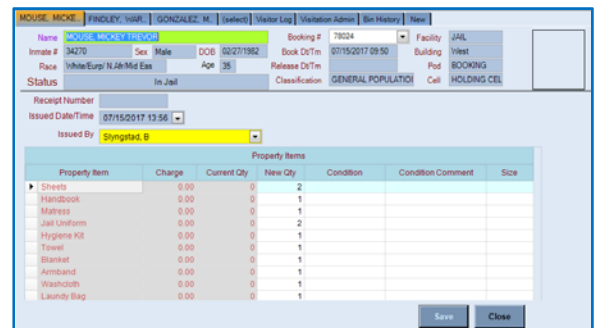 MOUSE, MICKE... FINDLEY, WAR.. GONZALEZ, M.. (select) Visitor Log Visitation Admin Bin History New
Name MOUSE, MICKEY TREVOR Booking # 78024 Facility JAIL
Inmate # 34270 Sex Male DOB 02/27/1982 Book Dt/Tm 07/15/2017 09:50 Building West
Race White/Eurp/ N.Afr/Mid Eas Age 35 Release Dt/Tm Pod BOOKING
Status In Jail Classification GENERAL POPULATIO Cell HOLDING CEL
Receipt Number
Issued Date/Time 07/15/2017 13:56
Issued By Slyngstad, B
Property Items
Property Item Charge Current Qty New Qty Condition Condition Comment Size
Sheets 0.00 0 2
Handbook 0.00 0 1
Matress 0.00 0 1
Jail Uniform 0.00 0 2
Hygiene Kit 0.00 0 1
Towel 0.00 0 1
Blanket 0.00 0 1
Armband 0.00 0 1
Washcloth 0.00 0 1
Laundy Bag 0.00 0 1
Save Close